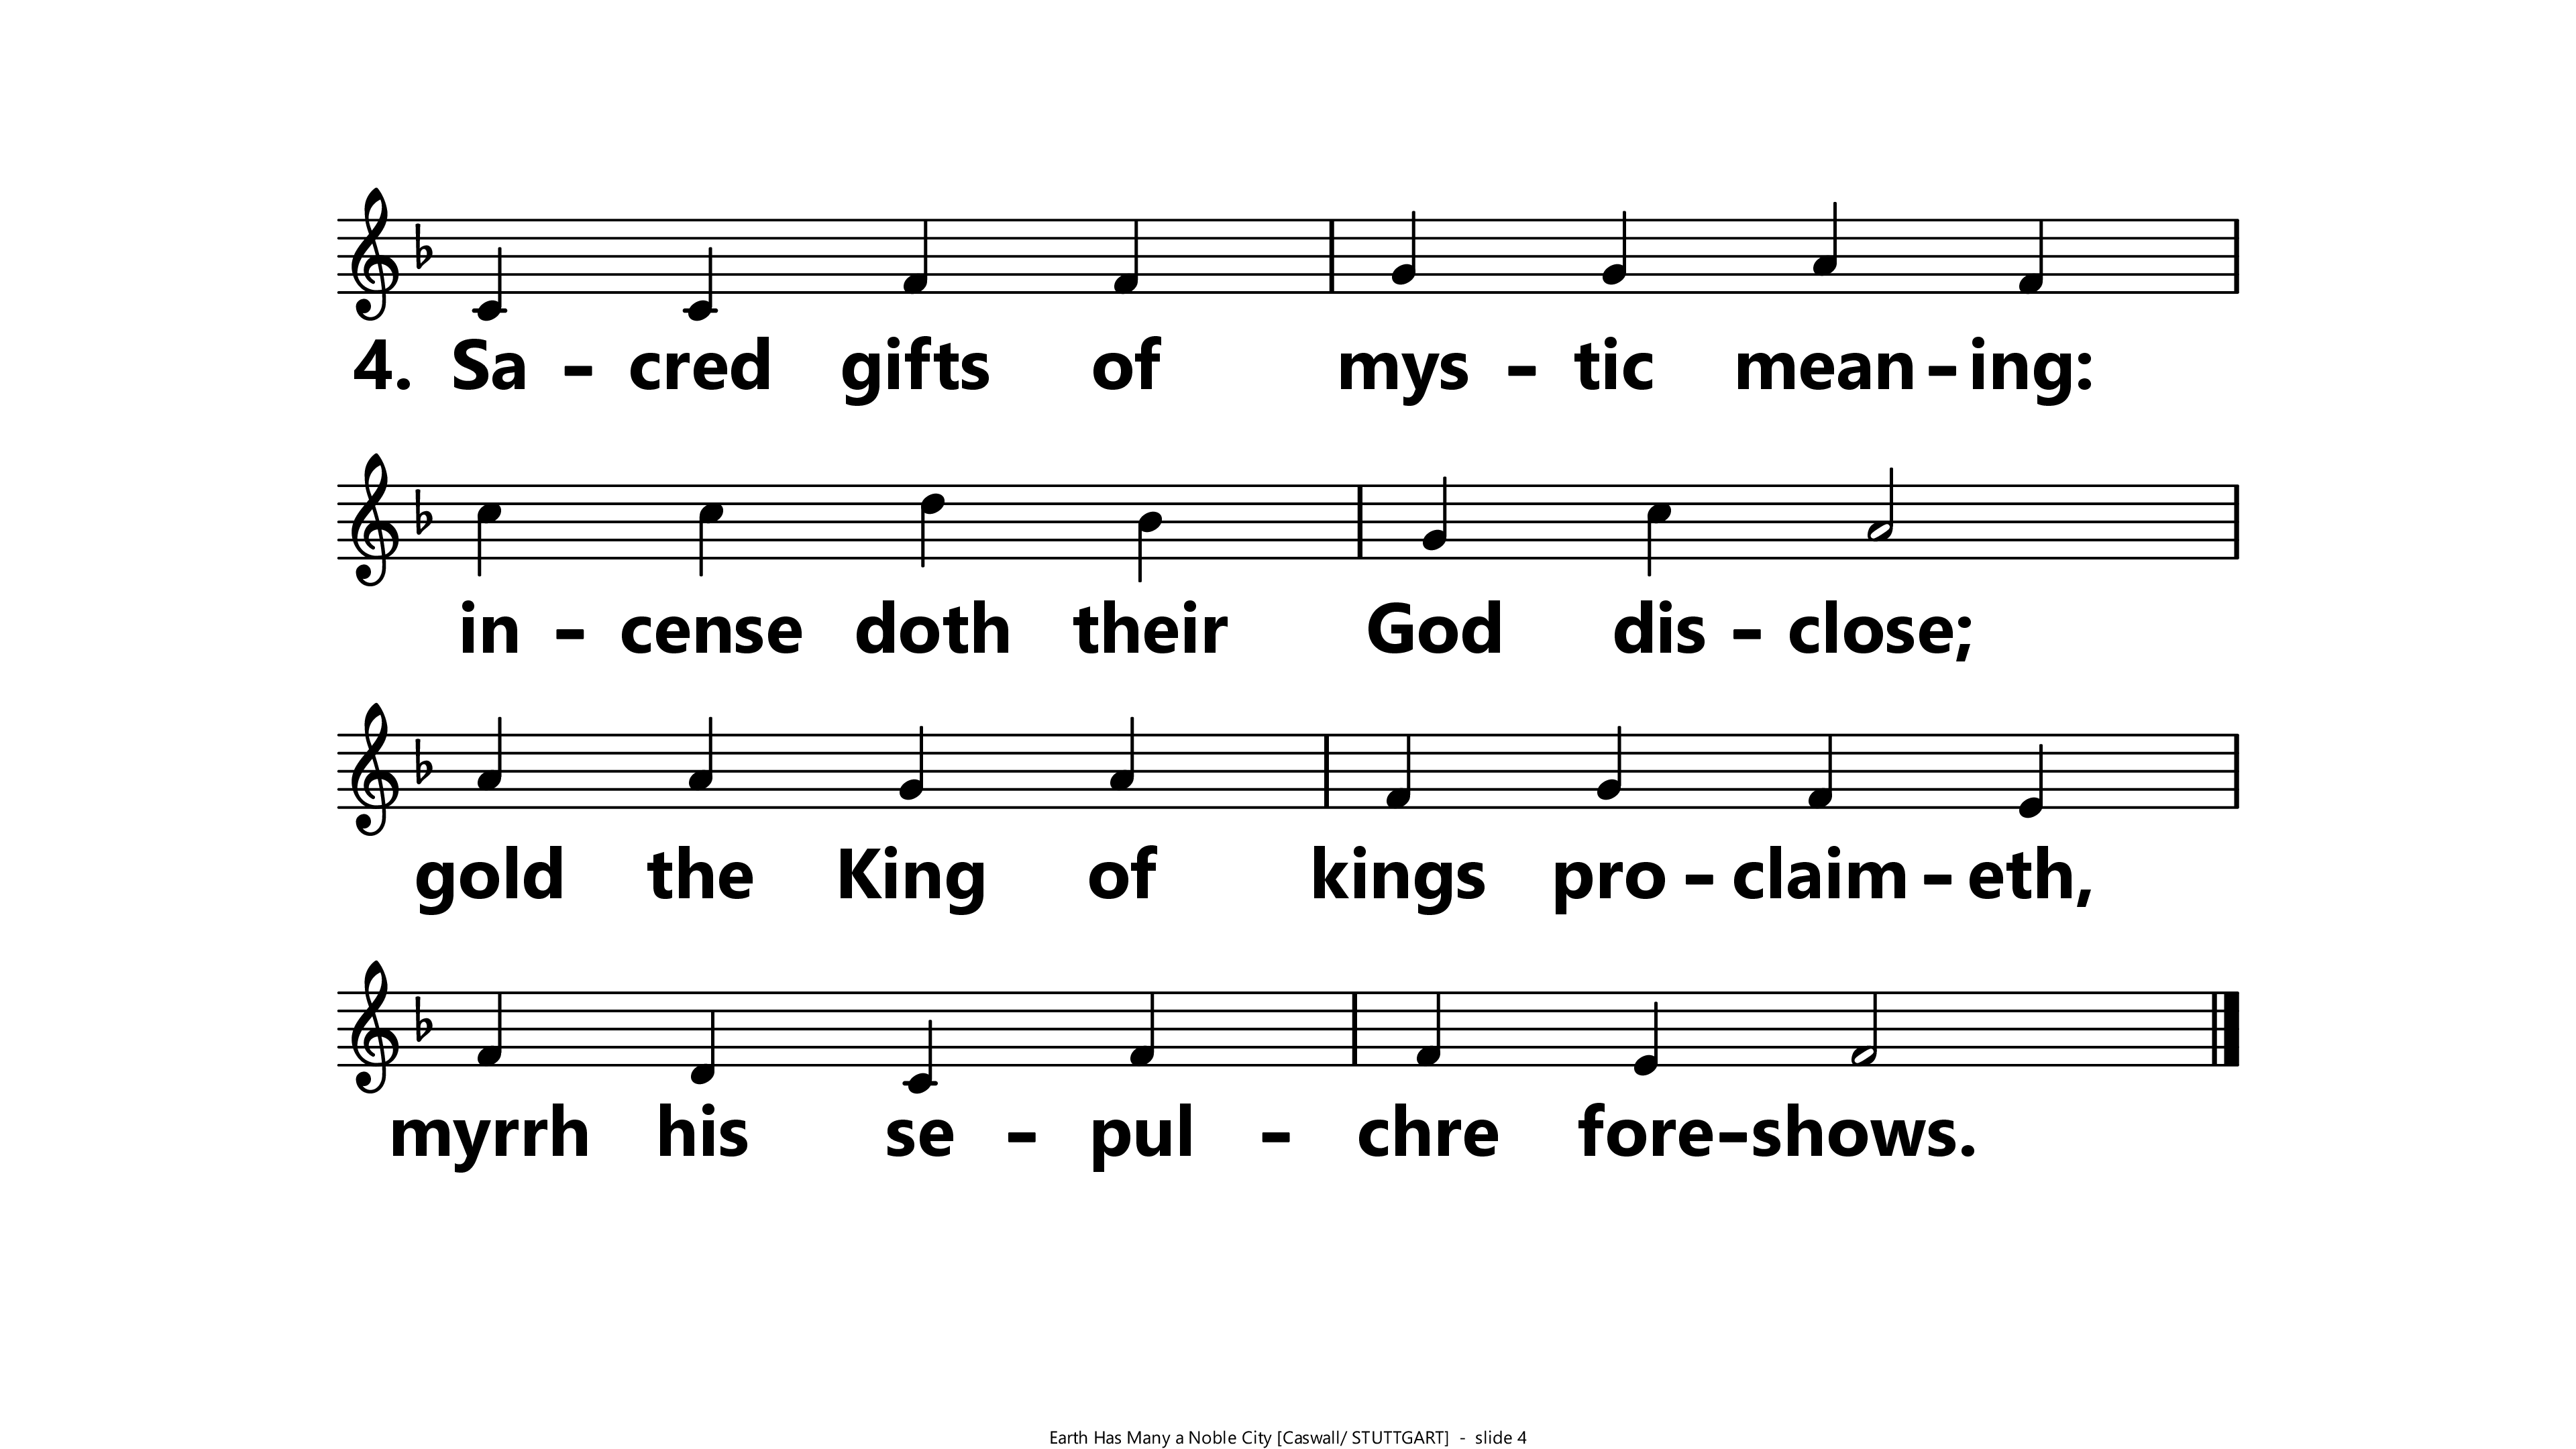 4. Sa - cred gifts of mys - tic mean - ing:
in - cense doth their God dis - close;
gold the King of kings pro - claim - eth,
myrrh his se - pul - chre fore - shows.
Earth Has Many a Noble City [Caswall/ STUTTGART] - slide 4